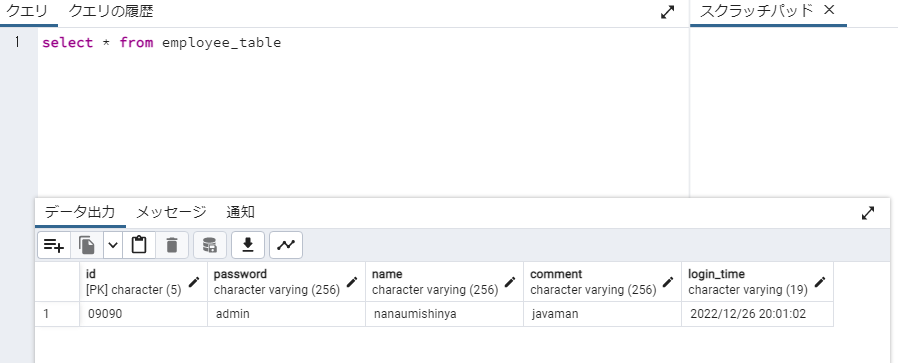 クエリ クエリの履歴 スクラッチパッド ×
1 select * from employee_table
データ出力 メッセージ 通知
id password name comment login_time
[PK] character (5) character varying (256) character varying (256) character varying (256) character varying (19)
1 09090 admin nanaumishinya javaman 2022/12/26 20:01:02